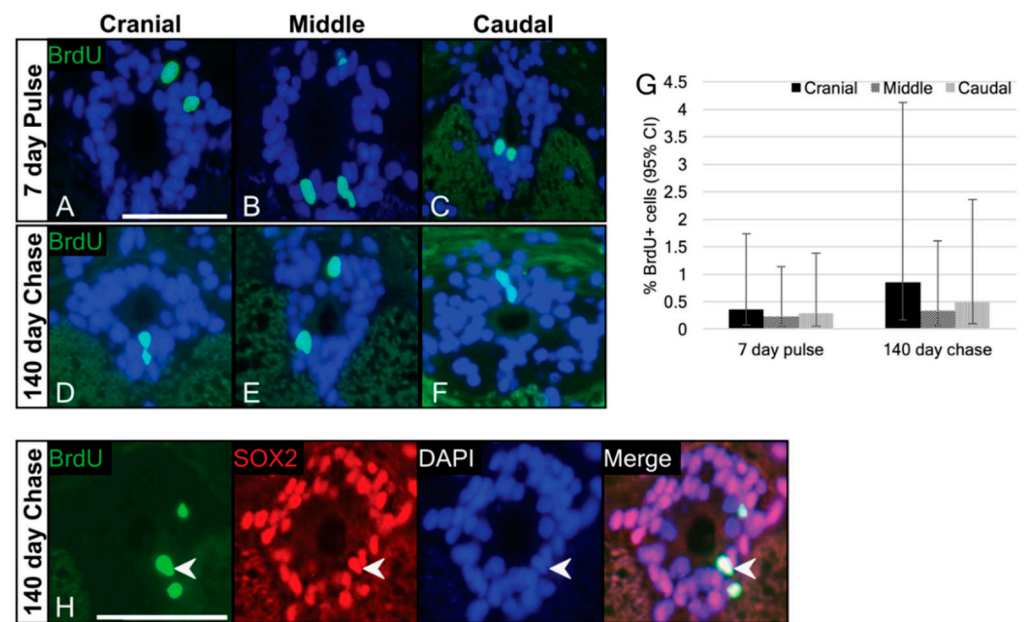 Cranial Middle Caudal
7 day Pulse
BrdU
A B C
140 day Chase
BrdU
D E F
G
4.5
4
3.5
3
2.5
2
1.5
1
0.5
0
% BrdU+ cells (95% CI)
Cranial Middle Caudal
7 day pulse 140 day chase
140 day Chase
BrdU SOX2 DAPI Merge
H